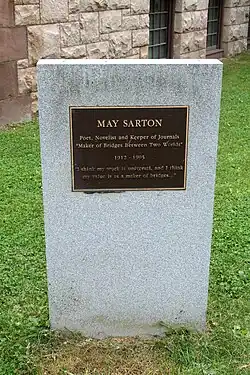 MAY SARTON
Poet, Novelist and Keeper of Journals
"Maker of Bridges Between Two Worlds"
1912 - 1995
"I think my work is universal, and I think
my value is as a maker of bridges..."